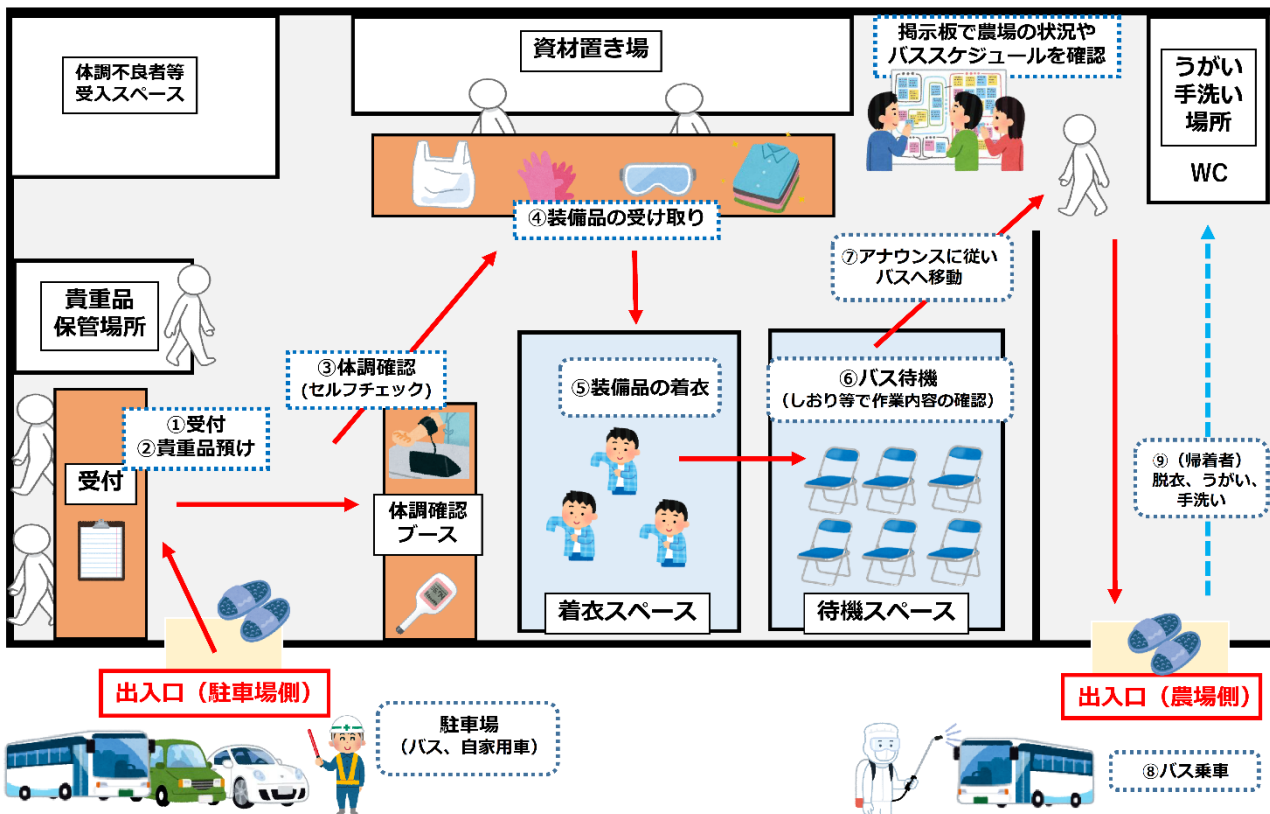 体調不良者等
受入スペース
資材置き場
掲示板で農場の状況や
バススケジュールを確認
うがい
手洗い
場所
WC
④装備品の受け取り
⑦アナウンスに従い
バスへ移動
貴重品
保管場所
③体調確認
(セルフチェック)
⑤装備品の着衣
⑥バス待機
(しおり等で作業内容の確認)
①受付
②貴重品預け
受付
体調確認
ブース
⑨（帰着者）
脱衣、うがい、
手洗い
着衣スペース
待機スペース
出入口（駐車場側）
出入口（農場側）
駐車場
(バス、自家用車)
⑧バス乗車